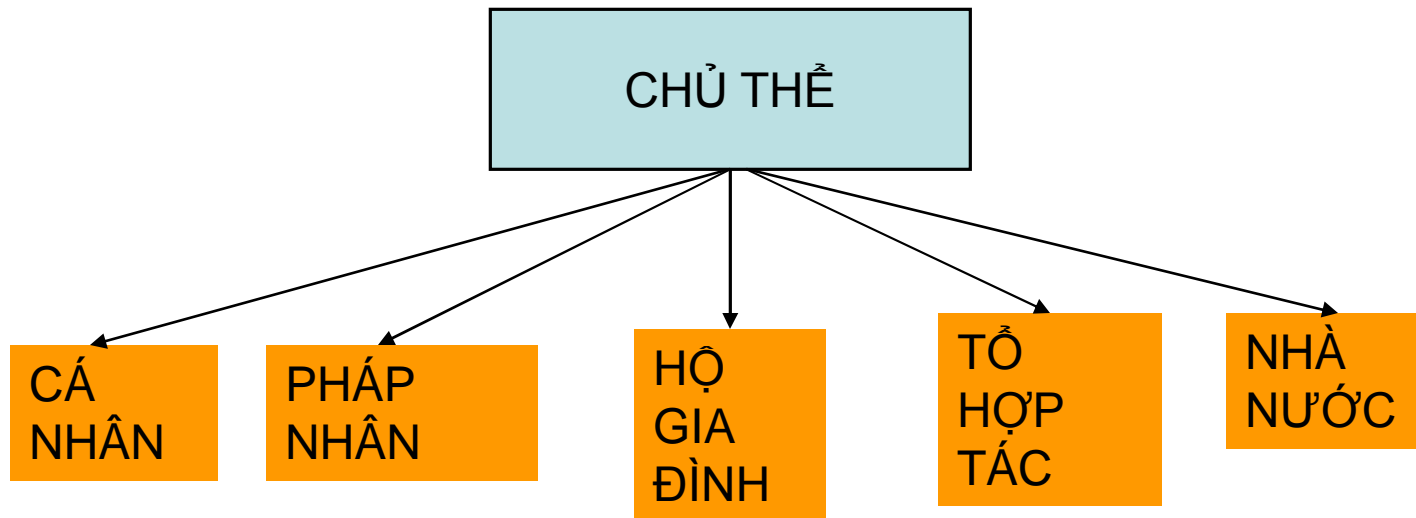 CHỦ THỂ
CÁ
NHÂN
PHÁP
NHÂN
HỘ
GIA
ĐÌNH
TỔ
HỢP
TÁC
NHÀ
NƯỚC